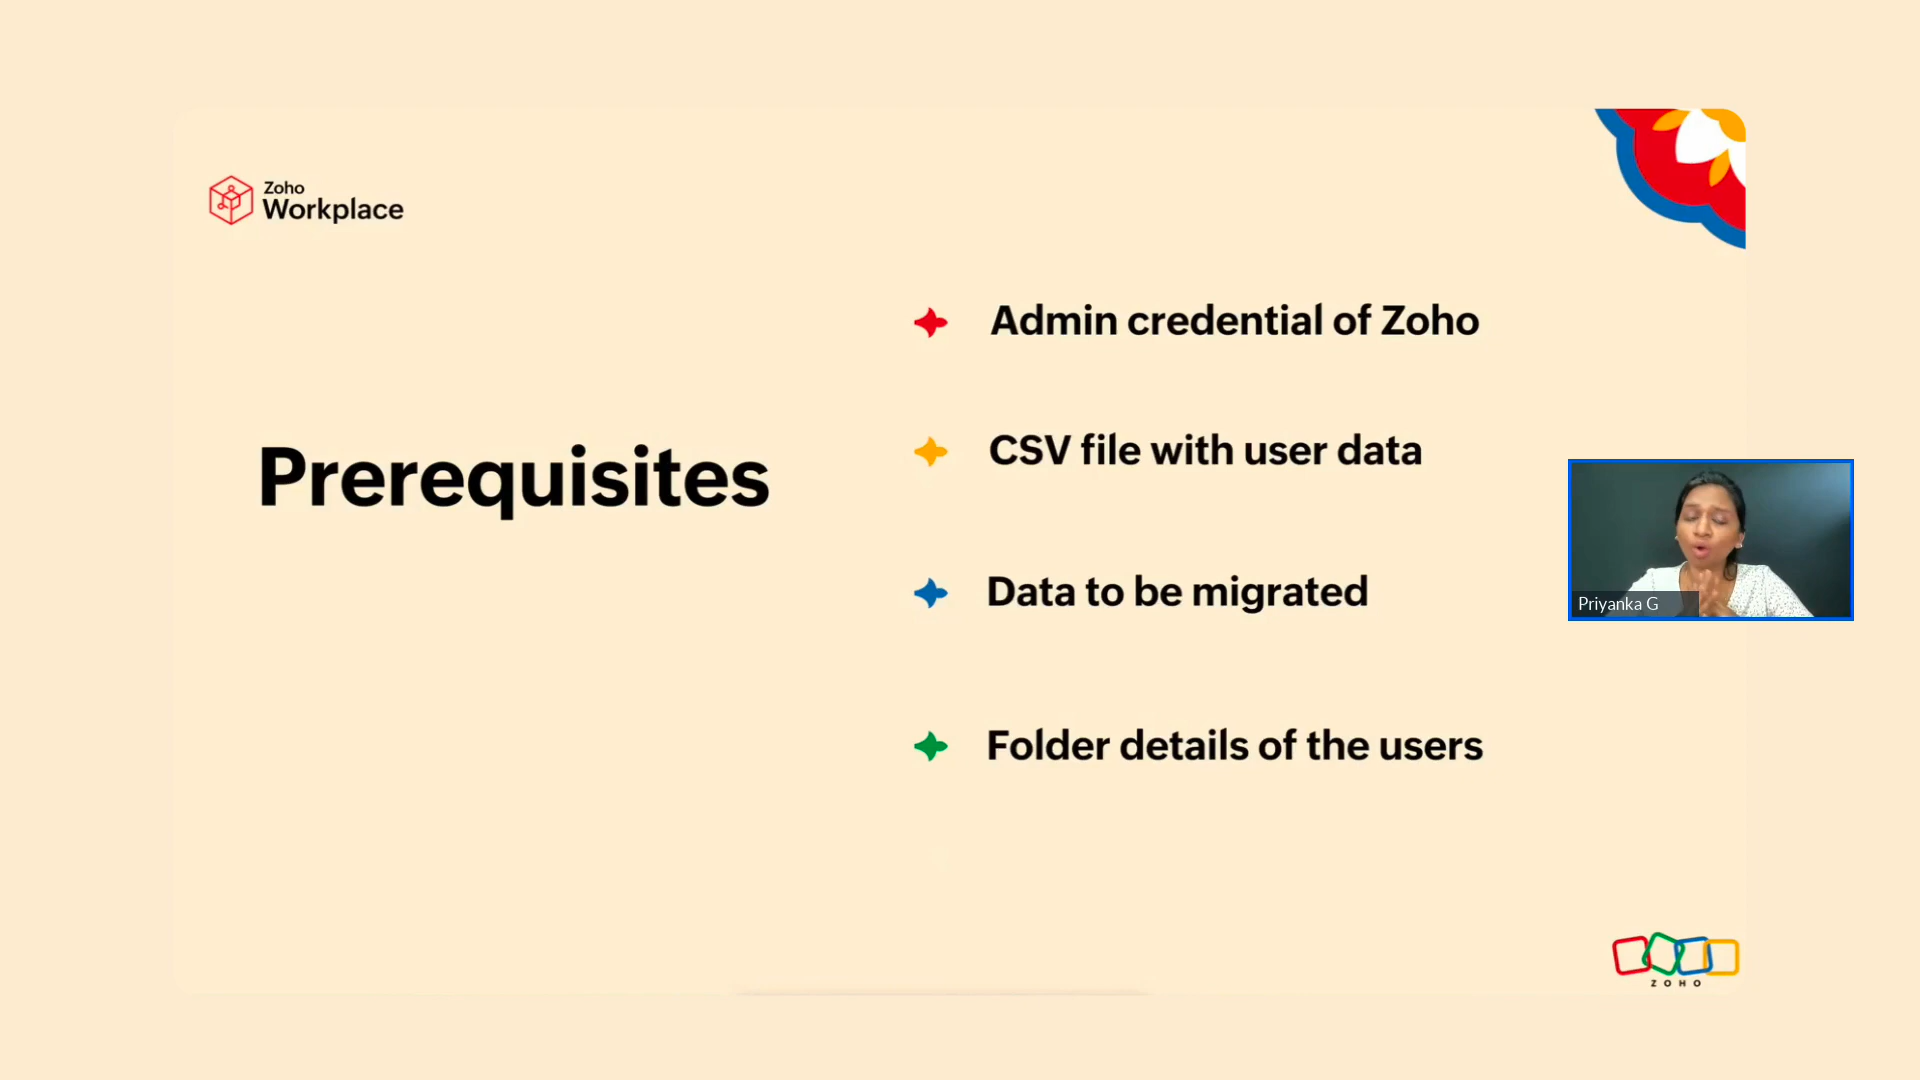 Zoho
Workplace
Prerequisites
Admin credential of Zoho
CSV file with user data
Data to be migrated
Folder details of the users
Priyanka G
ZOHO